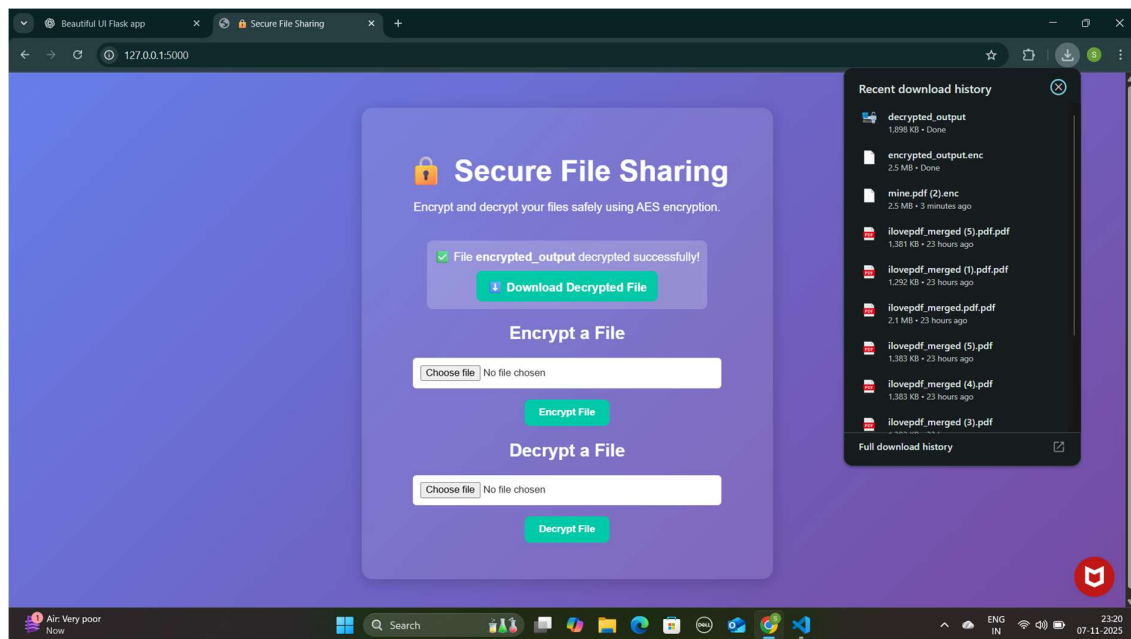 Beautiful UI Flask app
Secure File Sharing
127.0.0.1:5000
S
Recent download history
decrypted_output
1,898 KB • Done
encrypted_output.enc
2.5 MB • Done
mine.pdf (2).enc
2.5 MB • 3 minutes ago
ilovepdf_merged (5).pdf.pdf
1,381 KB • 23 hours ago
ilovepdf_merged (1).pdf.pdf
1,292 KB • 23 hours ago
ilovepdf_merged.pdf.pdf
2.1 MB • 23 hours ago
ilovepdf_merged (5).pdf
1,383 KB • 23 hours ago
ilovepdf_merged (4).pdf
1,383 KB • 23 hours ago
ilovepdf_merged (3).pdf
Full download history
Secure File Sharing
Encrypt and decrypt your files safely using AES encryption.
✅ File encrypted_output decrypted successfully!
⬇️ Download Decrypted File
Encrypt a File
Choose file No file chosen
Encrypt File
Decrypt a File
Choose file No file chosen
Decrypt File
1
Air: Very poor
Now
Search
DELL
ENG
IN
23:20
07-11-2025